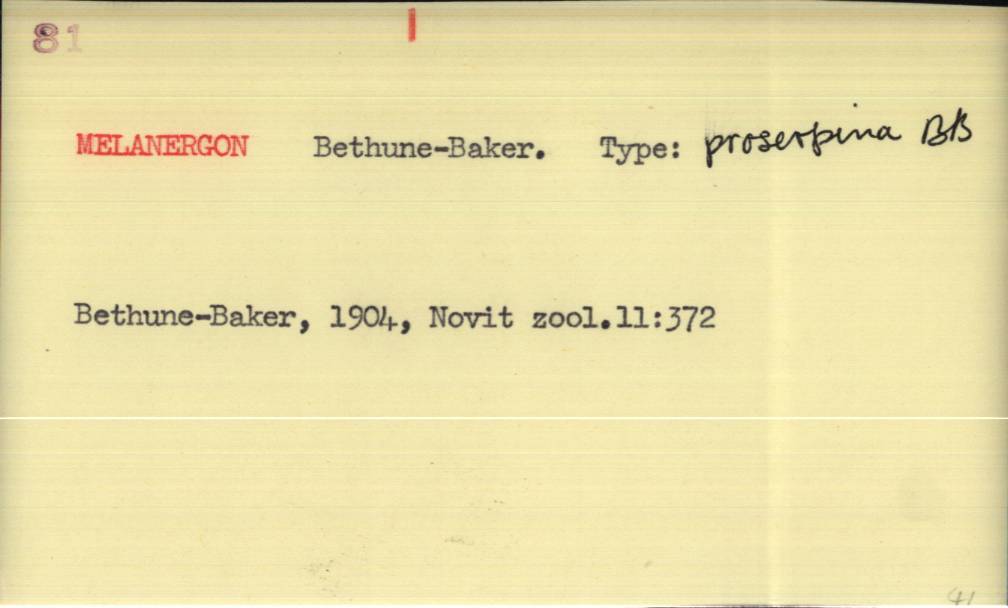 81
MELANERGON Bethune-Baker. Type: proserpina BB
Bethune-Baker, 1904, Novit zool.11:372
41